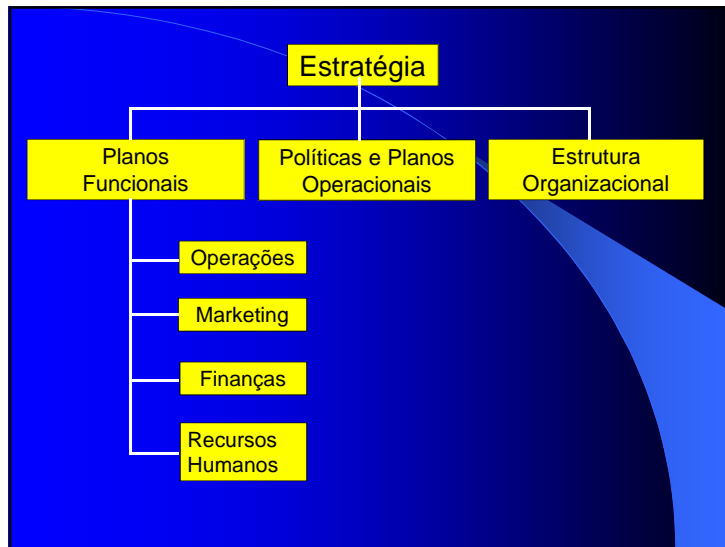 Estratégia
Planos
Funcionais
Políticas e Planos
Operacionais
Estrutura
Organizacional
Operações
Marketing
Finanças
Recursos
Humanos